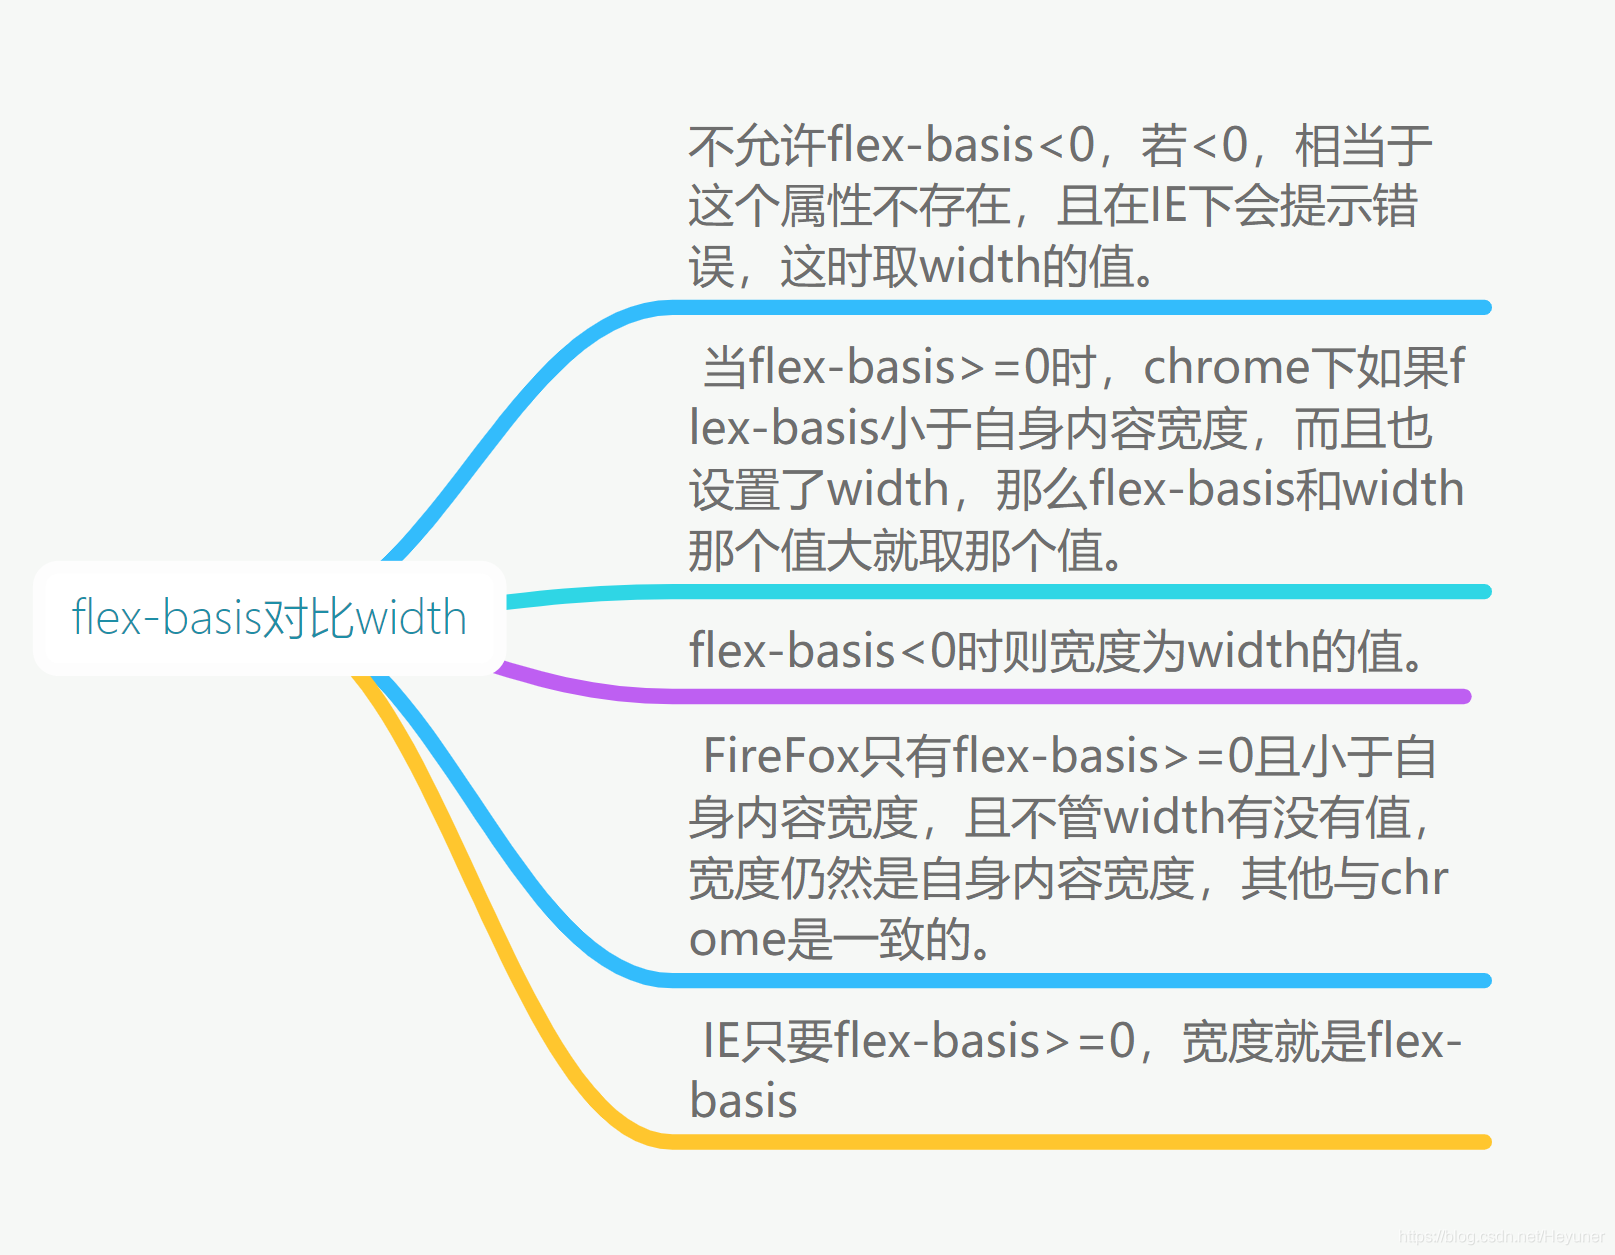 不允许flex-basis<0，若<0，相当于
这个属性不存在，且在IE下会提示错
误，这时取width的值。
当flex-basis>=0时，chrome下如果f
lex-basis小于自身内容宽度，而且也
设置了width，那么flex-basis和width
那个值大就取那个值。
flex-basis对比width
flex-basis<0时则宽度为width的值。
FireFox只有flex-basis>=0且小于自
身内容宽度，且不管width有没有值，
宽度仍然是自身内容宽度，其他与chr
ome是一致的。
IE只要flex-basis>=0，宽度就是flex-
basis
https://blog.csdn.net/Hayuner